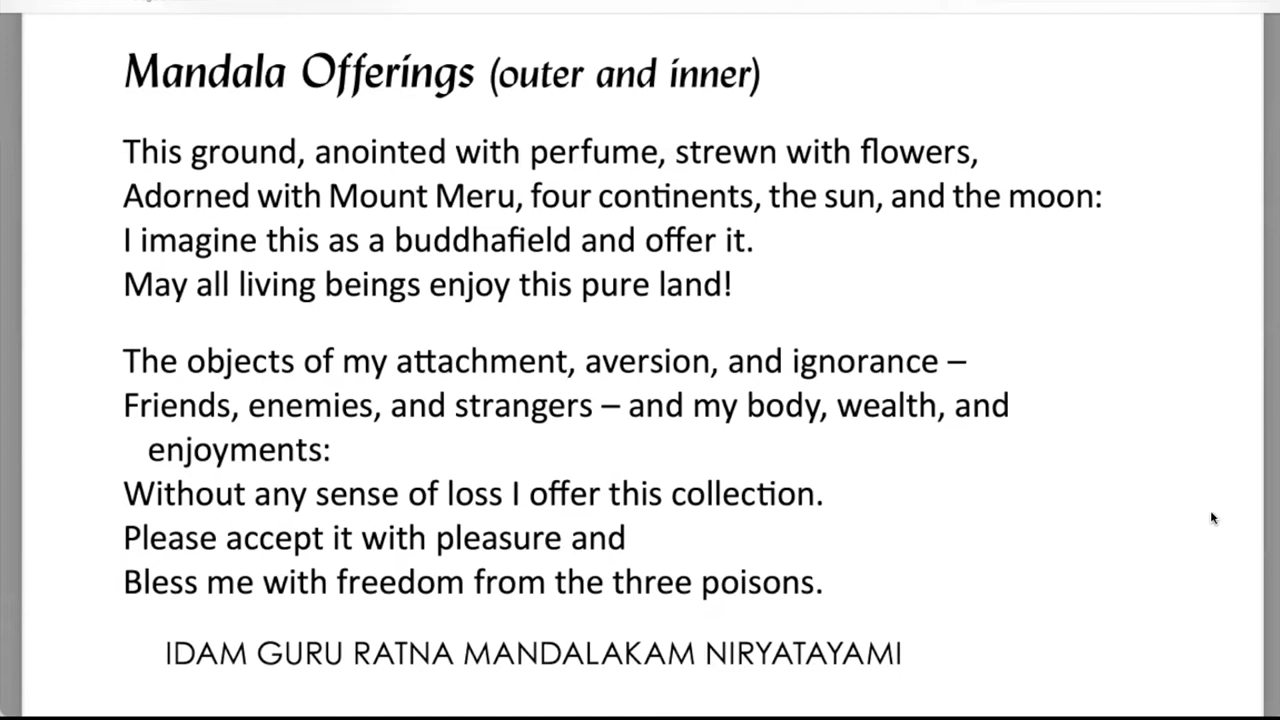 Mandala Offerings (outer and inner)
This ground, anointed with perfume, strewn with flowers,
Adorned with Mount Meru, four continents, the sun, and the moon:
I imagine this as a buddhafield and offer it.
May all living beings enjoy this pure land!
The objects of my attachment, aversion, and ignorance –
Friends, enemies, and strangers – and my body, wealth, and
enjoyments:
Without any sense of loss I offer this collection.
Please accept it with pleasure and
Bless me with freedom from the three poisons.
IDAM GURU RATNA MANDALAKAM NIRYATAYAMI